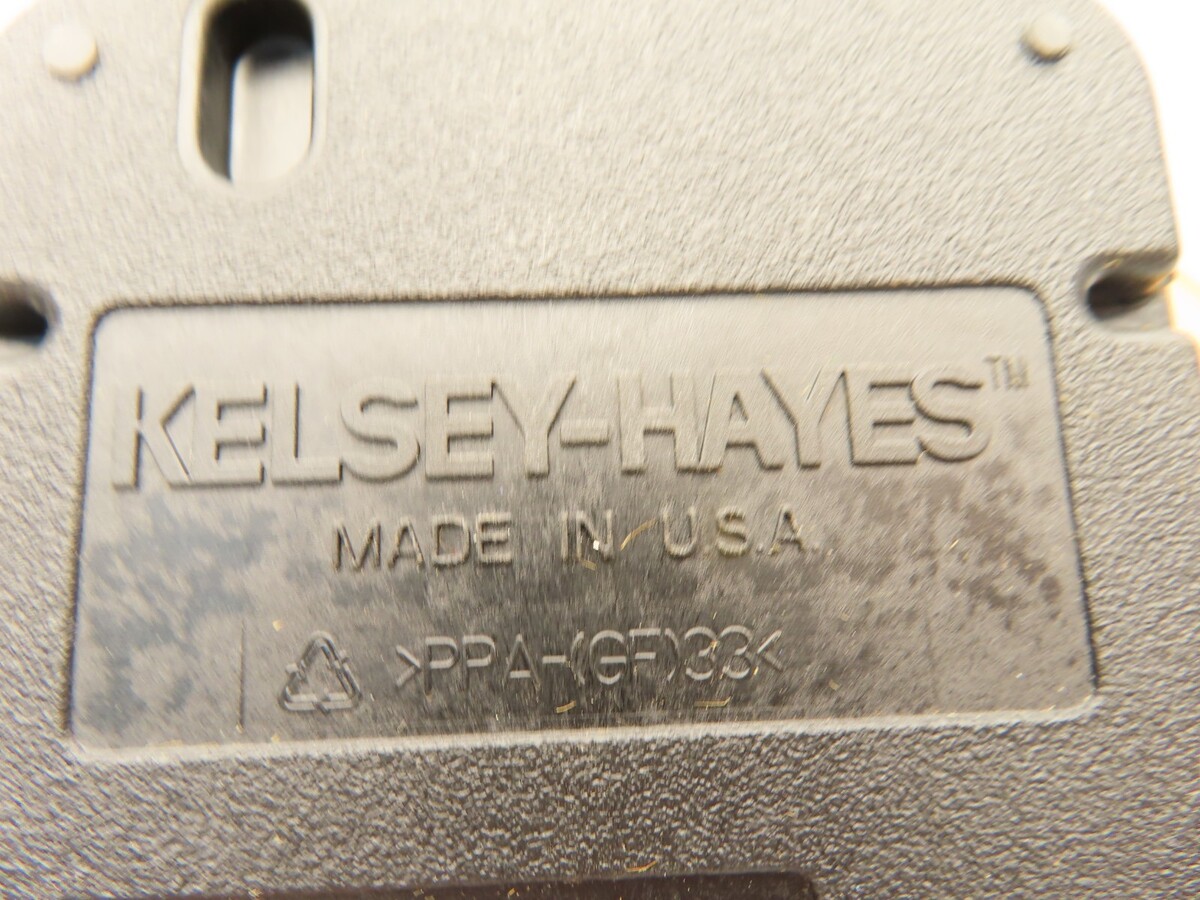 KELSEY-HAYES™
MADE IN U.S.A.
>PPA-(GF)33<